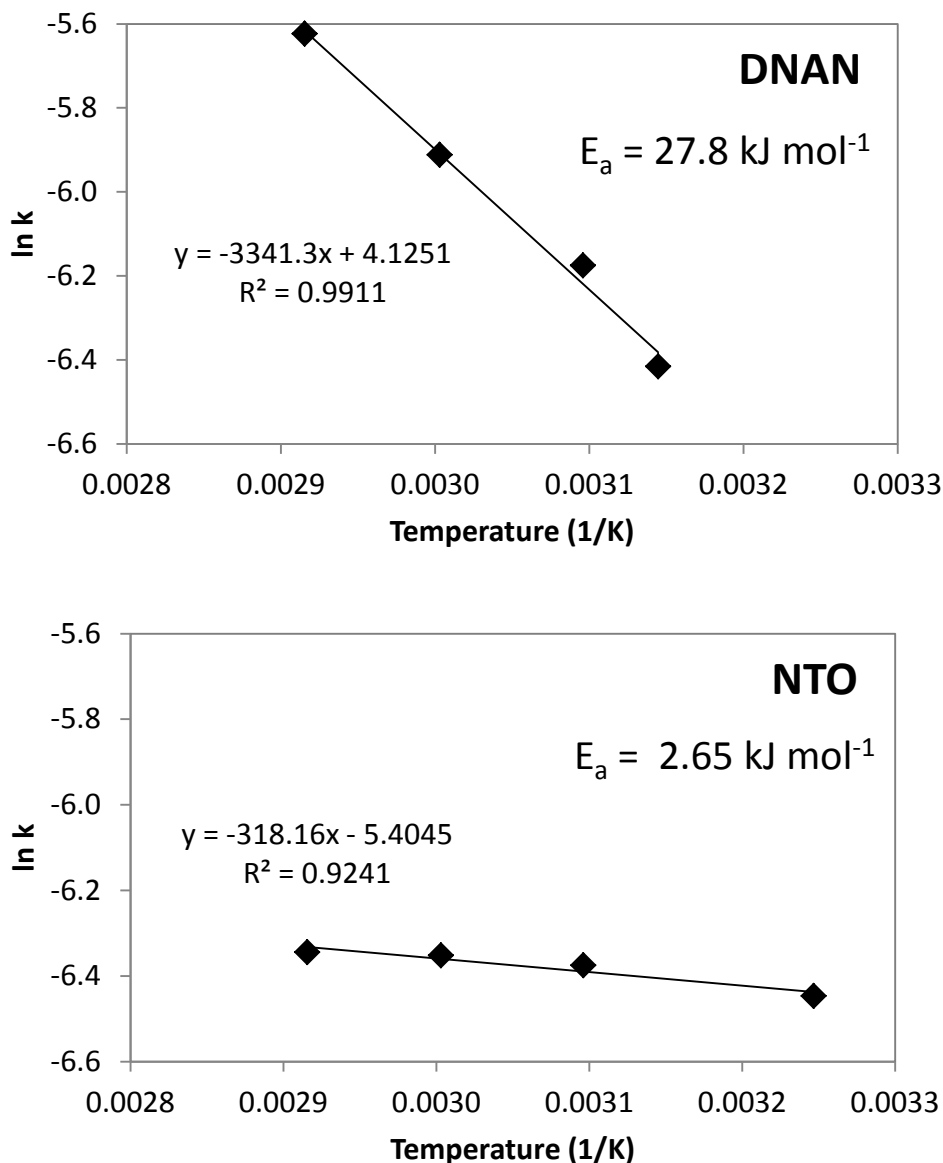 -5.6
DNAN
-5.8
Eₐ = 27.8 kJ mol⁻¹
-6.0
ln k
y = -3341.3x + 4.1251
-6.2
R² = 0.9911
-6.4
-6.6
0.0028 0.0029 0.0030 0.0031 0.0032 0.0033
Temperature (1/K)
-5.6
NTO
-5.8
Eₐ = 2.65 kJ mol⁻¹
-6.0
ln k
y = -318.16x - 5.4045
R² = 0.9241
-6.2
-6.4
-6.6
0.0028 0.0029 0.0030 0.0031 0.0032 0.0033
Temperature (1/K)